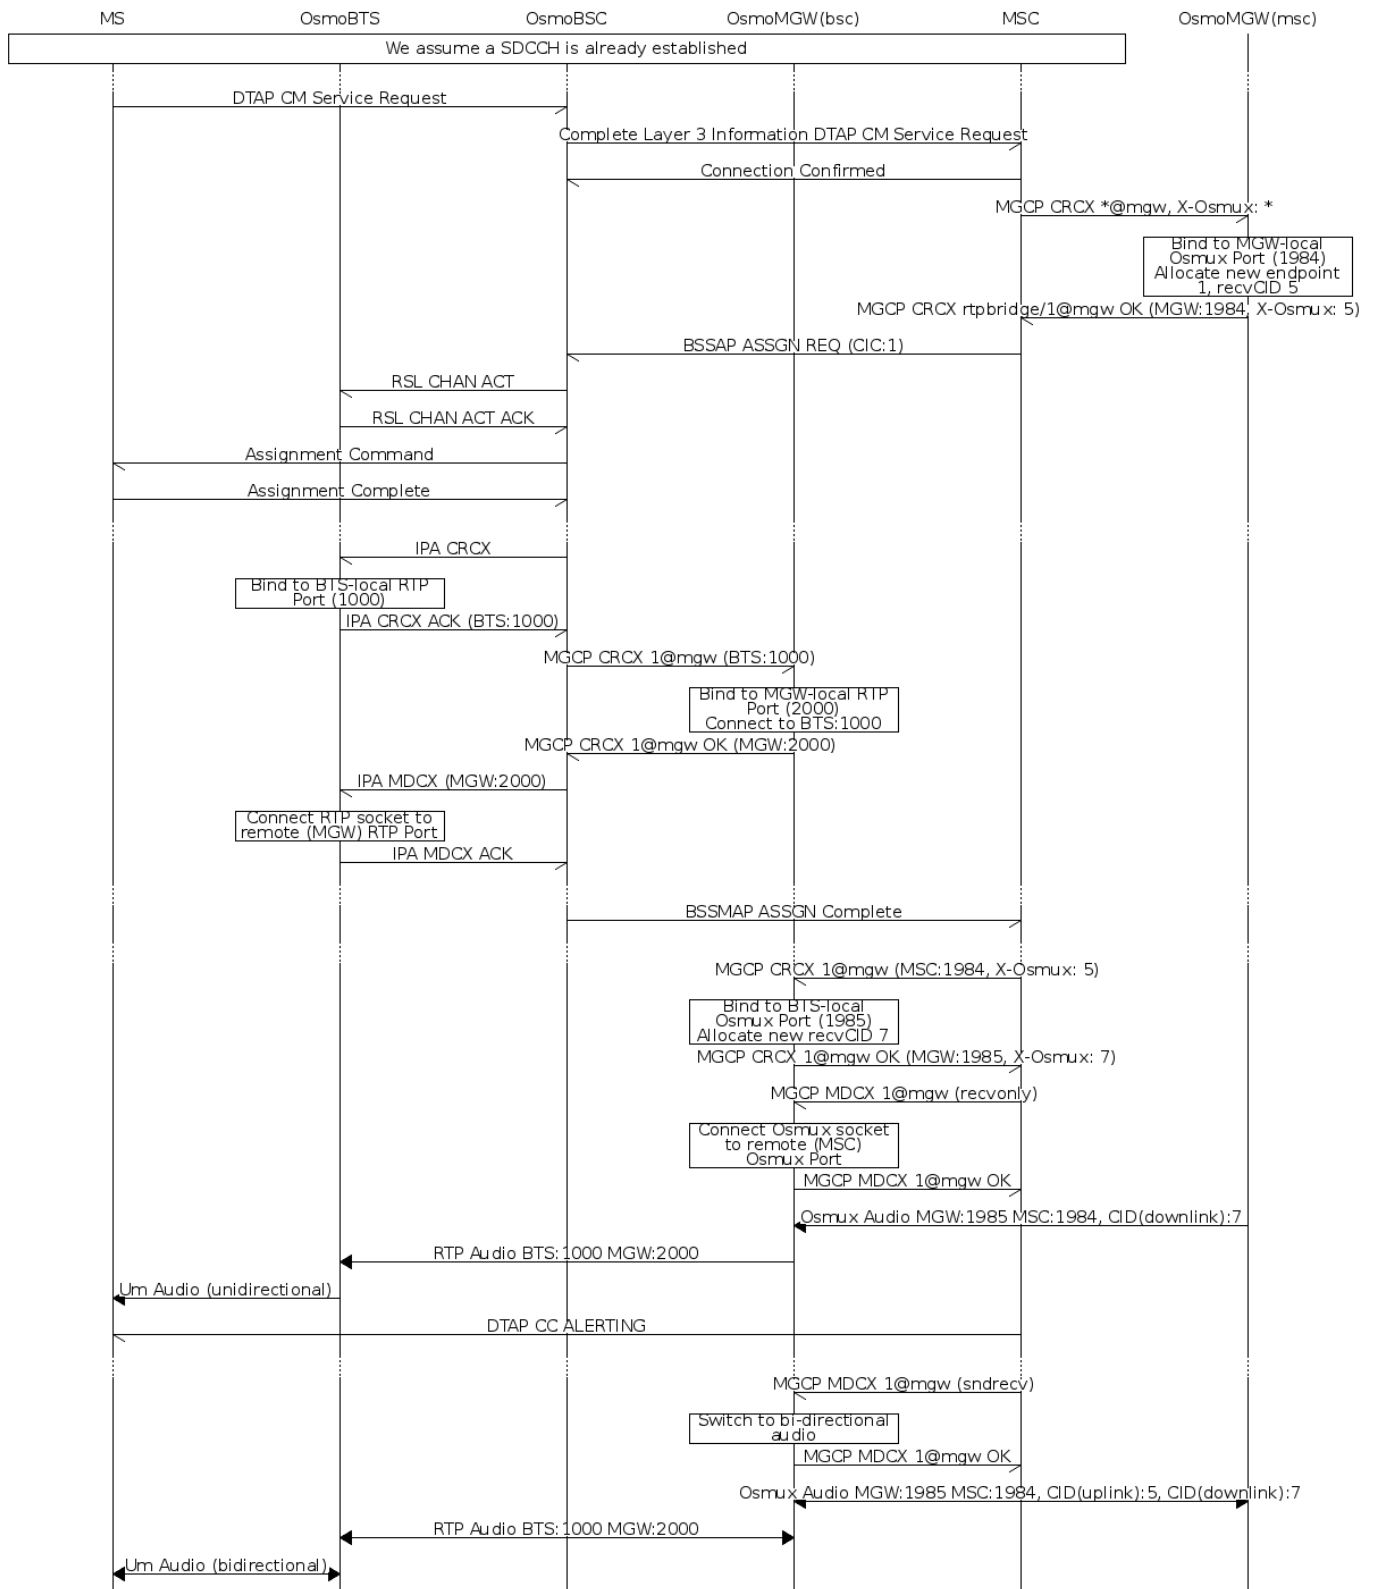 MS OsmoBTS OsmoBSC OsmoMGW(bsc) MSC OsmoMGW(msc)
We assume a SDCCH is already established
DTAP CM Service Request
Complete Layer 3 Information DTAP CM Service Request
Connection Confirmed
MGCP CRCX *@mgw, X-Osmux: *
Bind to MGW-local
Osmux Port (1984)
Allocate new endpoint
1, recvCID 5
MGCP CRCX rtpbridge/1@mgw OK (MGW:1984, X-Osmux: 5)
BSSAP ASSGN REQ (CIC:1)
RSL CHAN ACT
RSL CHAN ACT ACK
Assignment Command
Assignment Complete
IPA CRCX
Bind to BTS-local RTP
Port (1000)
IPA CRCX ACK (BTS:1000)
MGCP CRCX 1@mgw (BTS:1000)
Bind to MGW-local RTP
Port (2000)
Connect to BTS:1000
MGCP CRCX 1@mgw OK (MGW:2000)
IPA MDCX (MGW:2000)
Connect RTP socket to
remote (MGW) RTP Port
IPA MDCX ACK
BSSMAP ASSGN Complete
MGCP CRCX 1@mgw (MSC:1984, X-Osmux: 5)
Bind to BTS-local
Osmux Port (1985)
Allocate new recvCID 7
MGCP CRCX 1@mgw OK (MGW:1985, X-Osmux: 7)
MGCP MDCX 1@mgw (recvonly)
Connect Osmux socket
to remote (MSC)
Osmux Port
MGCP MDCX 1@mgw OK
Osmux Audio MGW:1985 MSC:1984, CID(downlink):7
RTP Audio BTS:1000 MGW:2000
Um Audio (unidirectional)
DTAP CC ALERTING
MGCP MDCX 1@mgw (sndrecv)
Switch to bi-directional
audio
MGCP MDCX 1@mgw OK
Osmux Audio MGW:1985 MSC:1984, CID(uplink):5, CID(downlink):7
RTP Audio BTS:1000 MGW:2000
Um Audio (bidirectional)